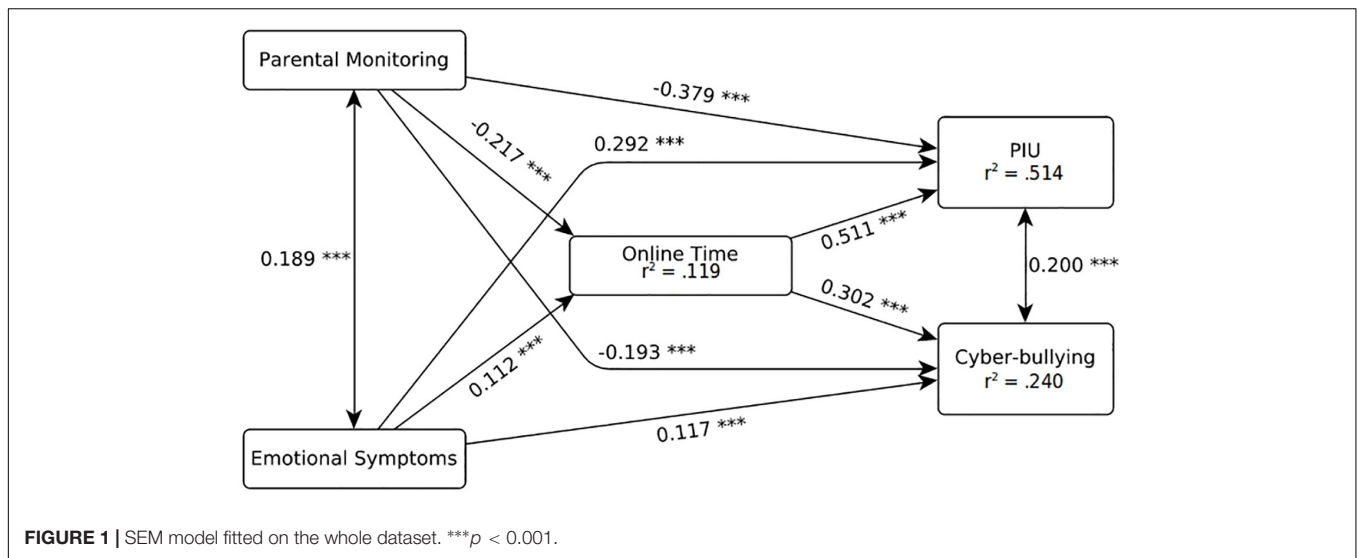 Parental Monitoring
-0.379 ***
-0.217 ***
0.292 ***
PIU
r² = .514
0.511 ***
Online Time
r² = .119
0.189 ***
0.200 ***
0.302 ***
0.112 ***
-0.193 ***
Cyber-bullying
r² = .240
0.117 ***
Emotional Symptoms
FIGURE 1 | SEM model fitted on the whole dataset. ***p < 0.001.